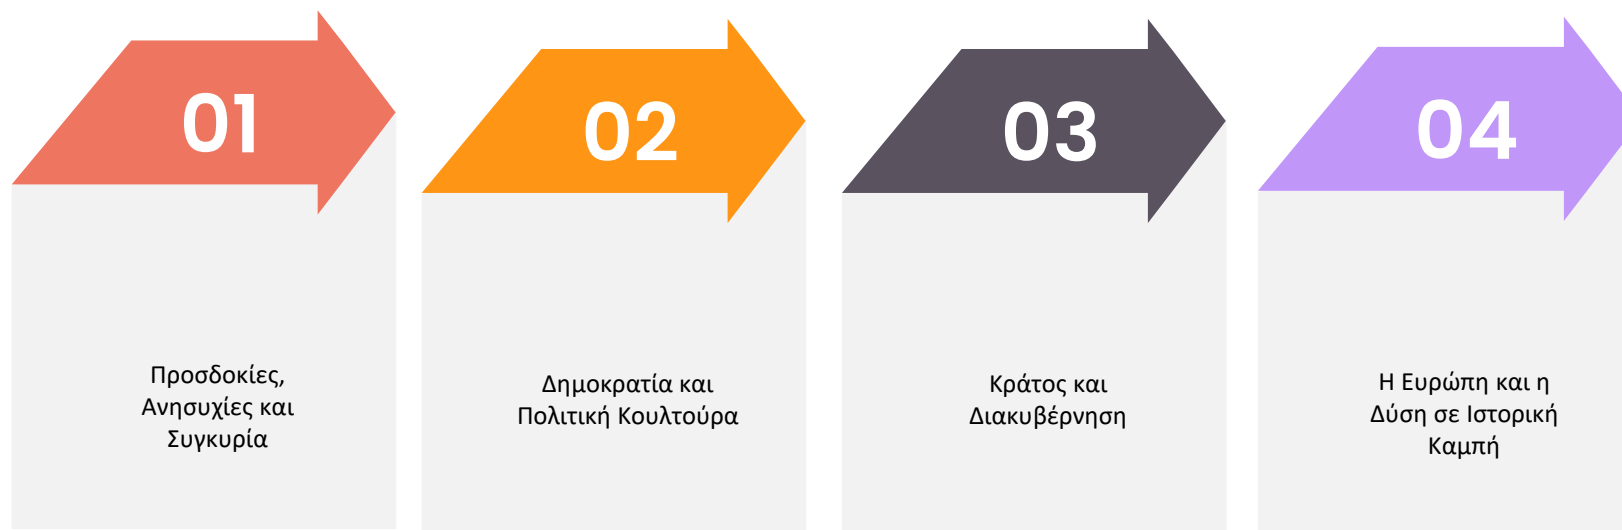 01
Προσδοκίες,
Ανησυχίες και
Συγκυρία
02
Δημοκρατία και
Πολιτική Κουλτούρα
03
Κράτος και
Διακυβέρνηση
04
Η Ευρώπη και η
Δύση σε Ιστορική
Καμπή